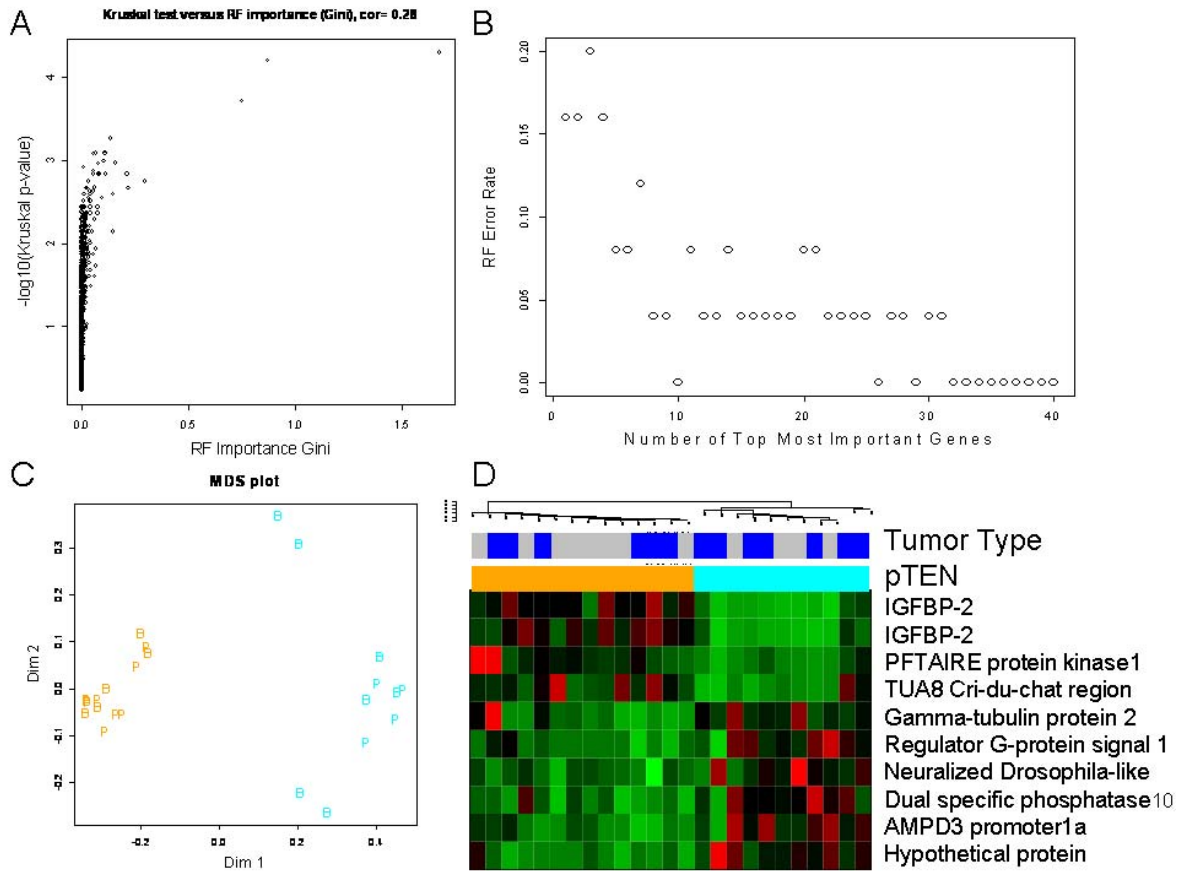 A
Kruskal test versus RF importance (Gini), cor= 0.28
-log10(Kruskal p-value)
4
3
2
1
0.0
0.5
1.0
1.5
RF Importance Gini
B
RF Error Rate
0.20
0.15
0.10
0.05
0.00
0
10
20
30
40
Number of Top Most Important Genes
C
MDS plot
Dim 2
0.3
0.2
0.1
0.0
-0.1
-0.2
-0.2
0.0
0.2
0.4
Dim 1
D
Tumor Type
pTEN
IGFBP-2
IGFBP-2
PFTAIRE protein kinase1
TUA8 Cri-du-chat region
Gamma-tubulin protein 2
Regulator G-protein signal 1
Neuralized Drosophila-like
Dual specific phosphatase10
AMPD3 promoter1a
Hypothetical protein